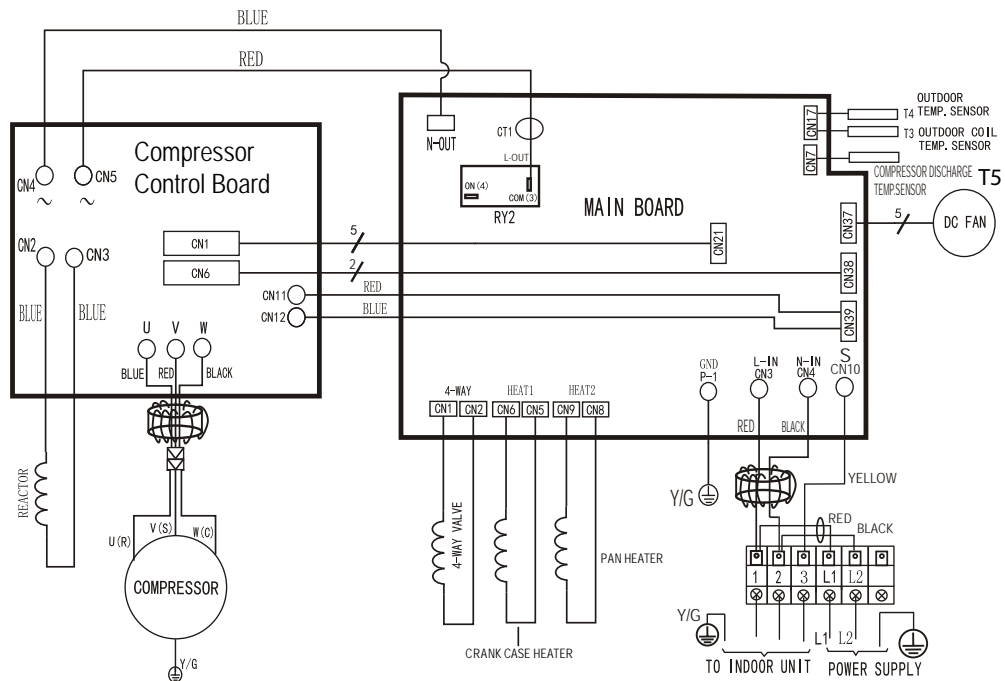 BLUE
RED
Compressor
Control Board
CN4
CN5
~
~
CN2
CN3
CN1
CN6
CN11
CN12
5
2
RED
BLUE
BLUE
BLUE
U
V
W
BLUE
RED
BLACK
REACTOR
U(R)
V(S)
W(C)
COMPRESSOR
Y/G
N-OUT
CT1
L-OUT
ON(4)
COM(3)
RY2
MAIN BOARD
CN21
CN17
CN7
CN37
CN38
CN39
OUTDOOR
T4 TEMP. SENSOR
T3 OUTDOOR COIL
TEMP. SENSOR
COMPRESSOR DISCHARGE T5
TEMP.SENSOR
5
DC FAN
4-WAY
HEAT1
HEAT2
CN1
CN2
CN6
CN5
CN9
CN8
GND
P-1
L-IN
CN3
N-IN
CN4
S
CN10
RED
BLACK
YELLOW
Y/G
4-WAY VALVE
CRANK CASE HEATER
PAN HEATER
RED
BLACK
1
2
3
L1
L2
Y/G
L1
L2
TO INDOOR UNIT
POWER SUPPLY